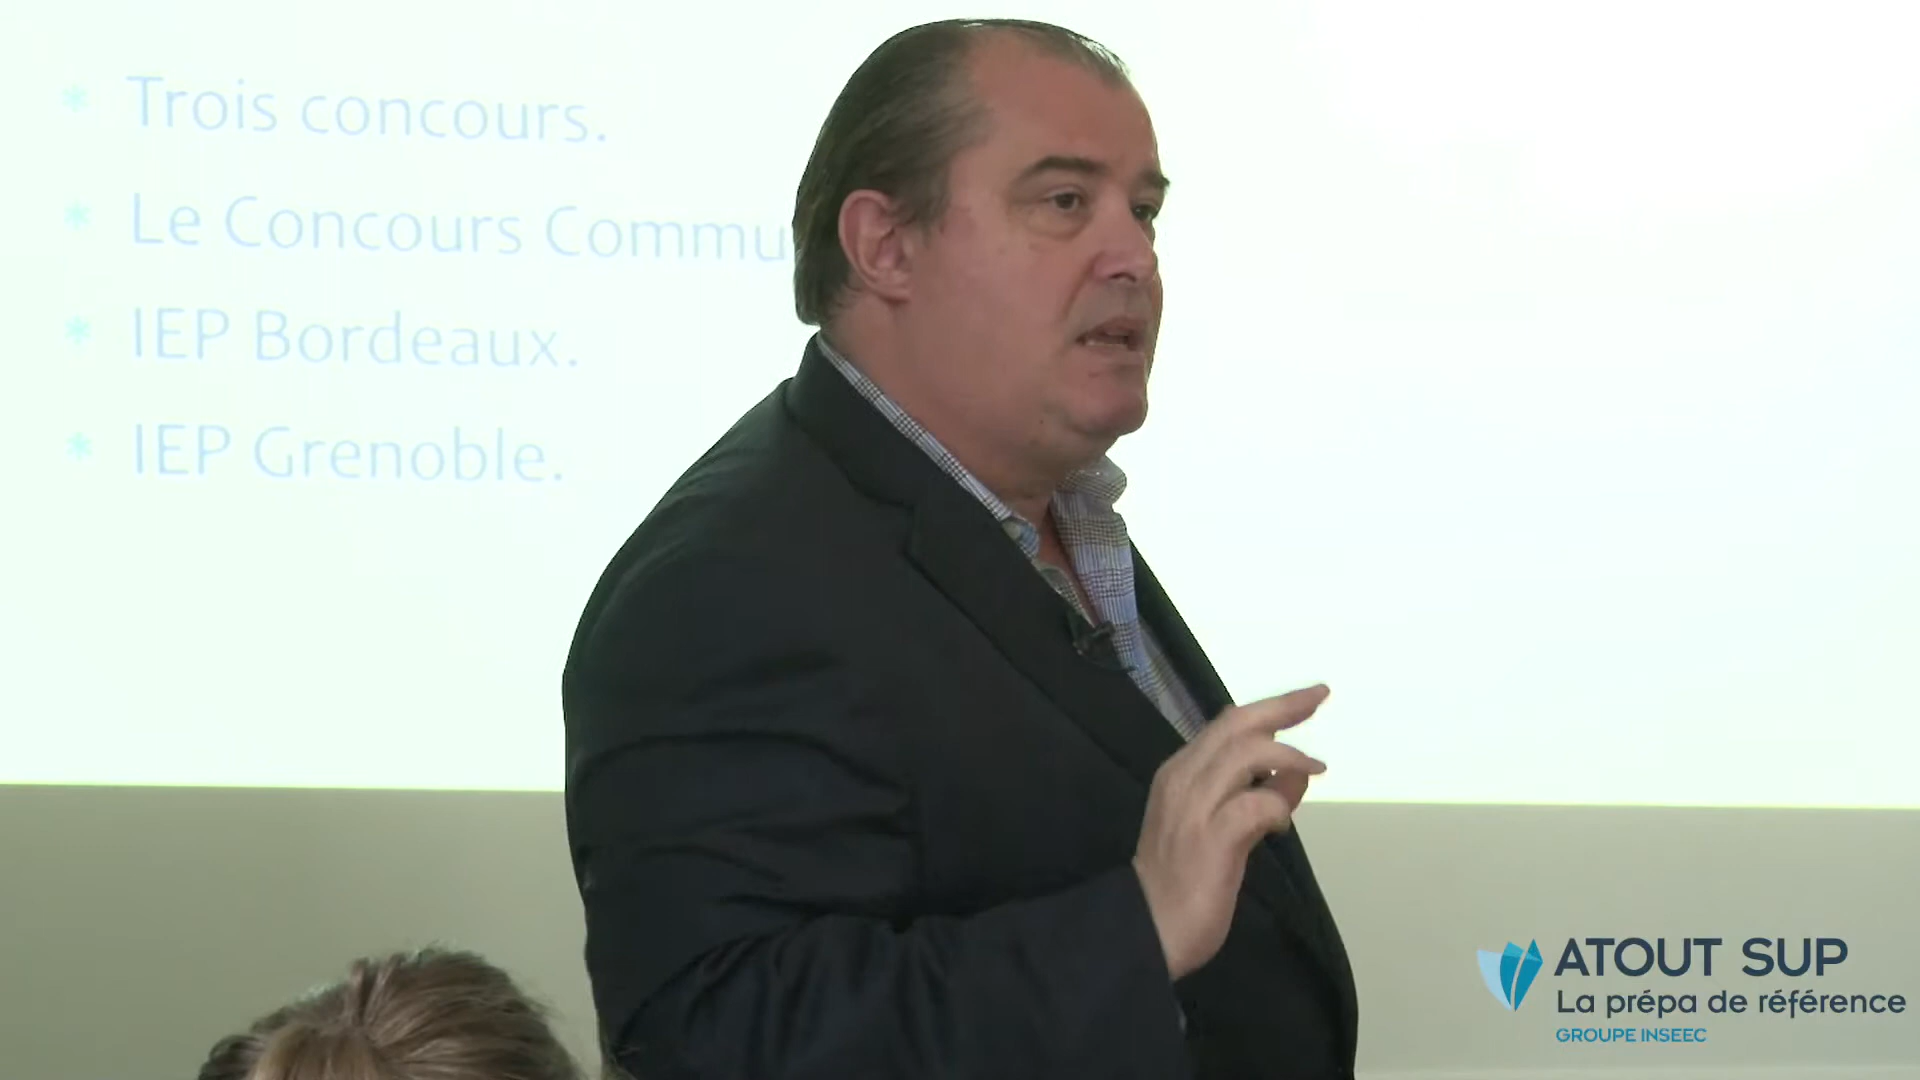 * Trois concours.
* Le Concours Commu
* IEP Bordeaux.
* IEP Grenoble.
ATOUT SUP
La prépa de référence
GROUPE INSEEC